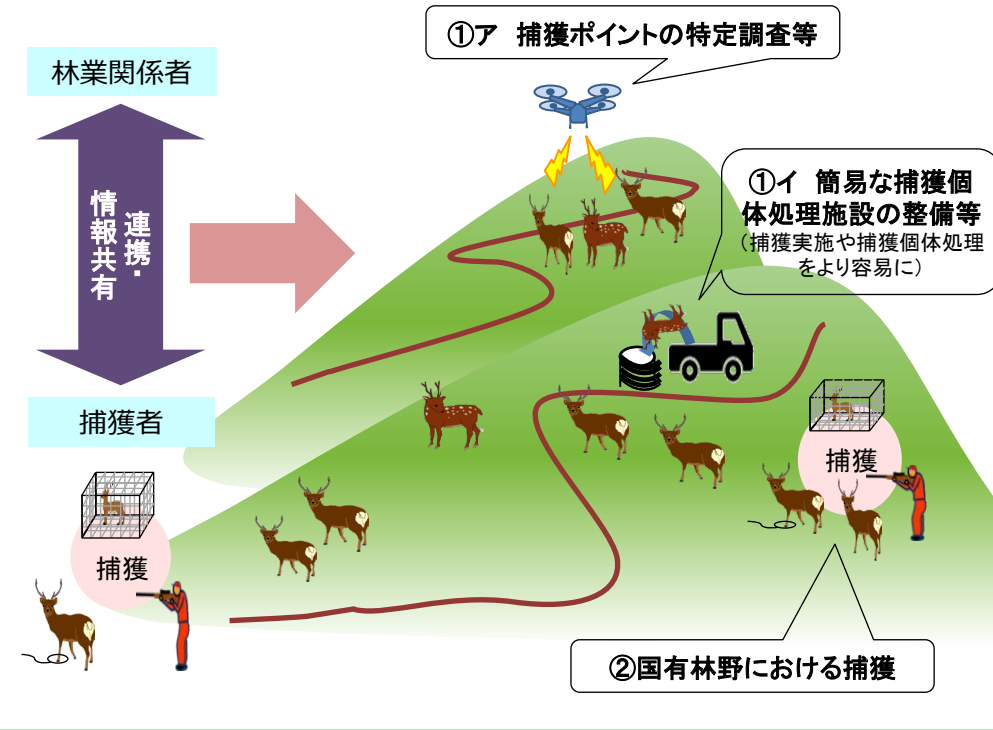 ①ア 捕獲ポイントの特定調査等
林業関係者
連携・
情報共有
①イ 簡易な捕獲個
体処理施設の整備等
（捕獲実施や捕獲個体処理
をより容易に）
捕獲者
捕獲
捕獲
②国有林野における捕獲